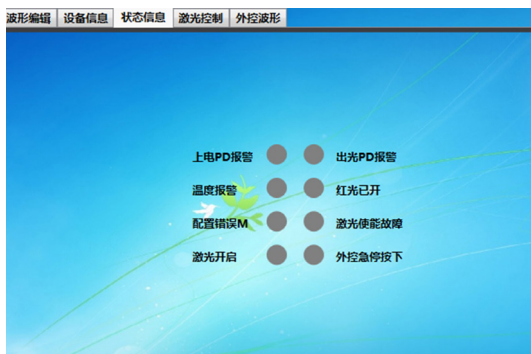 波形编辑 设备信息 状态信息 激光控制 外控波形
上电PD报警 出光PD报警
温度报警 红光已开
配置错误M 激光使能故障
激光开启 外控急停按下